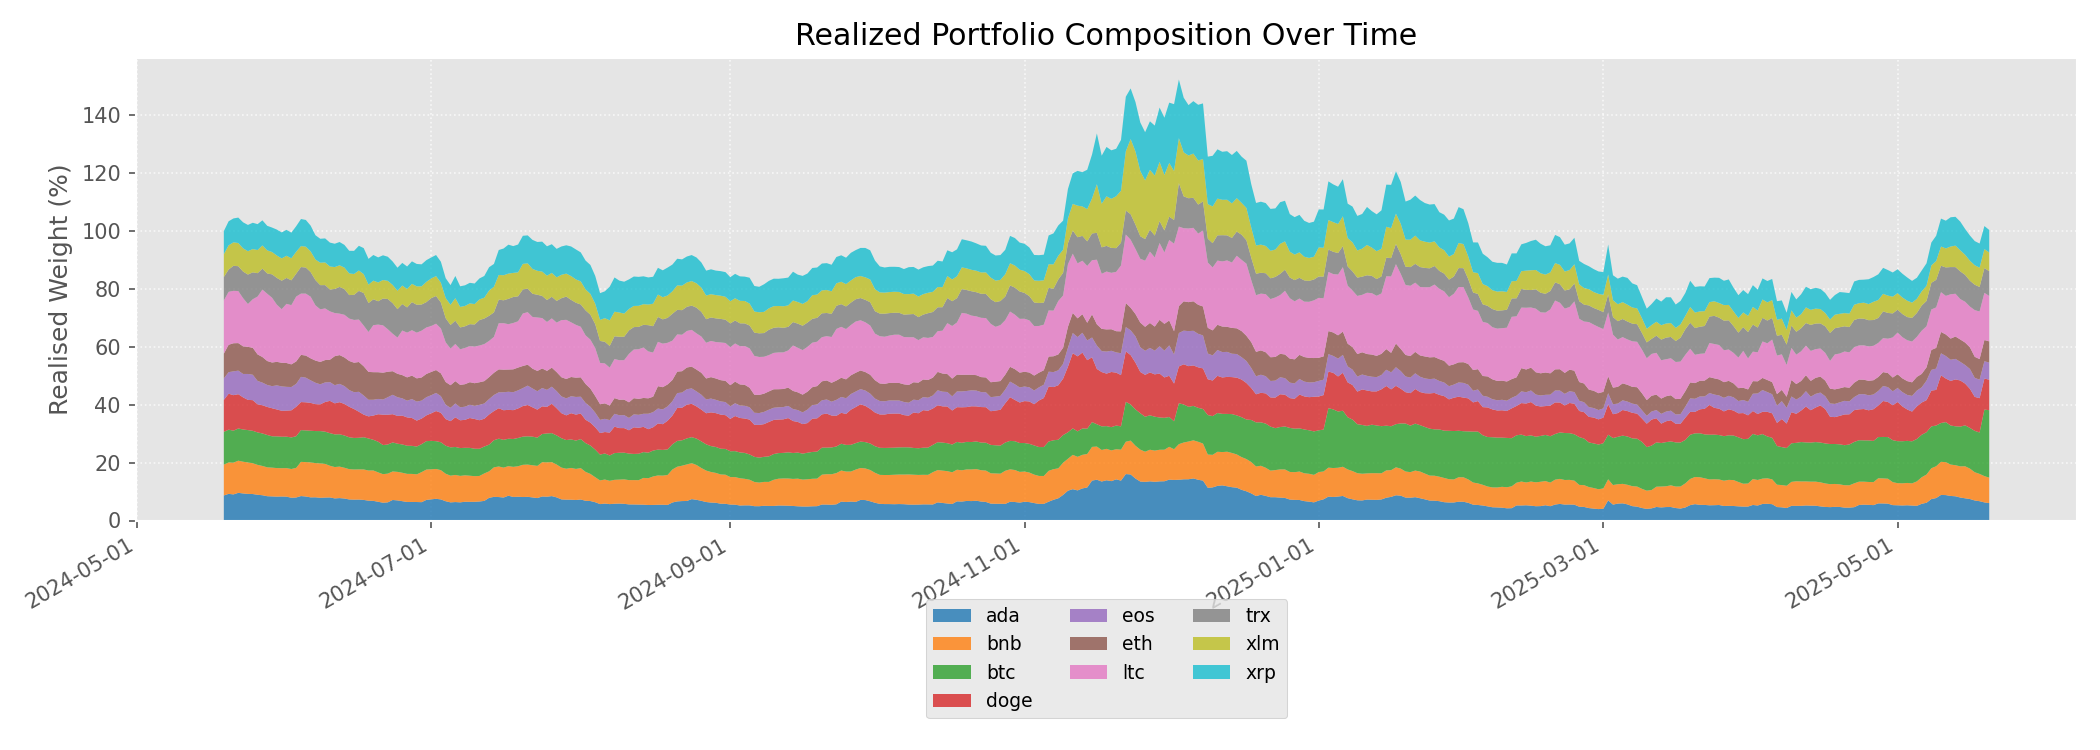 Realized Portfolio Composition Over Time
Realised Weight (%)
140
120
100
80
60
40
20
0
2024-05-01
2024-07-01
2024-09-01
2024-11-01
2025-01-01
2025-03-01
2025-05-01
ada
bnb
btc
doge
eos
eth
ltc
trx
xlm
xrp